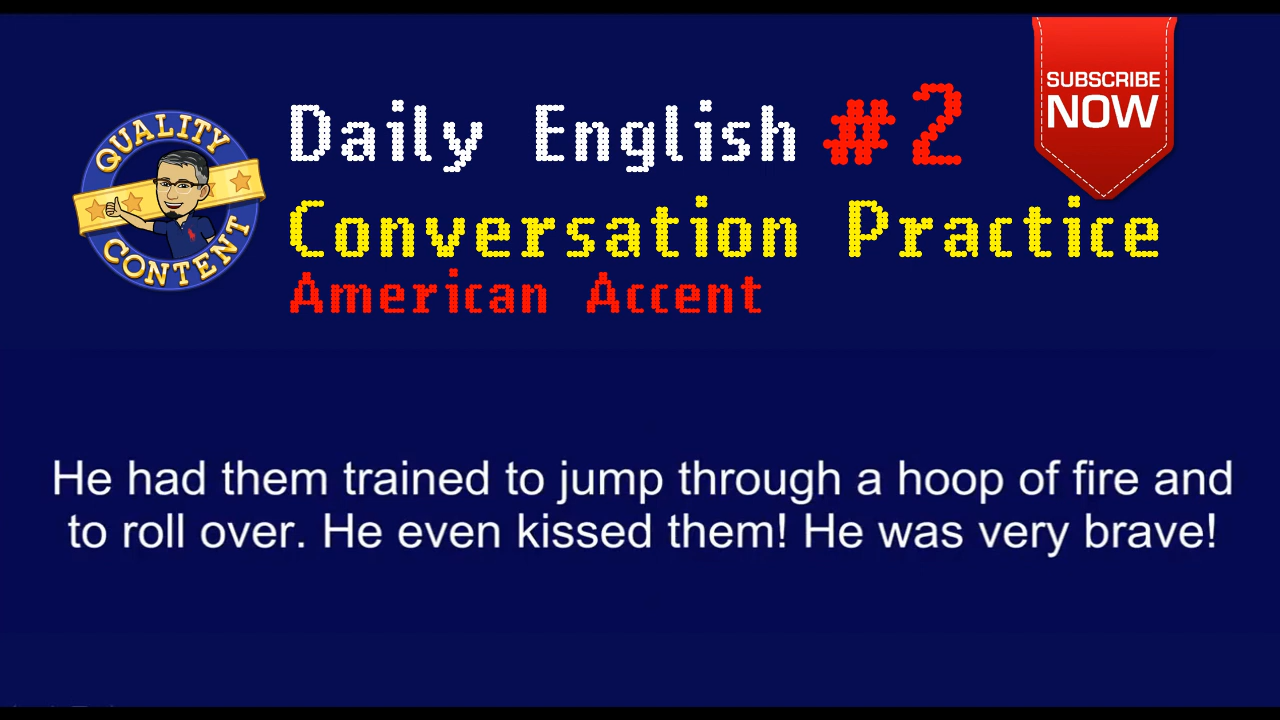 SUBSCRIBE
NOW
QUALITY
CONTENT
Daily English #2
Conversation Practice
American Accent
He had them trained to jump through a hoop of fire and
to roll over. He even kissed them! He was very brave!